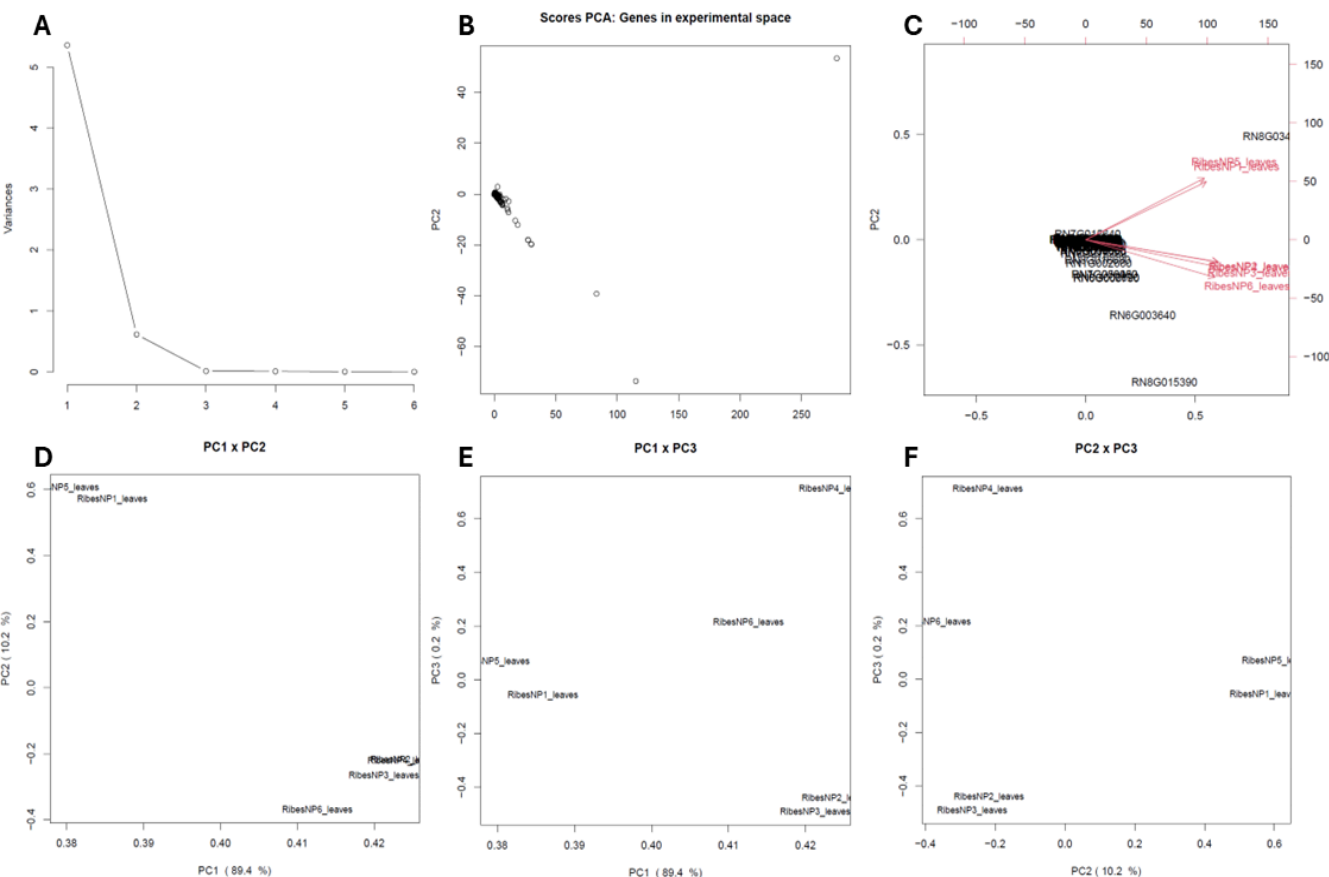 A
Variances
0
1
2
3
4
5
1 2 3 4 5 6
B
Scores PCA: Genes in experimental space
PC2
40
20
0
−20
−40
−60
0 50 100 150 200 250
C
−100 −50 0 50 100 150
PC2
0.5
0.0
−0.5
150
100
50
0
−50
−100
RN8G034
RibesNP5_leaves
RibesNP1_leaves
RibesNP3_leave
RibesNP6_leaves
RN6G003640
RN8G015390
−0.5 0.0 0.5
D
PC1 x PC2
PC2 ( 10.2 %)
0.6
0.4
0.2
0.0
−0.2
−0.4
NP5_leaves
RibesNP1_leaves
RibesNP3_leaves
RibesNP6_leaves
0.38 0.39 0.40 0.41 0.42
PC1 ( 89.4 %)
E
PC1 x PC3
PC3 ( 0.2 %)
0.6
0.4
0.2
0.0
−0.2
−0.4
RibesNP4_le
RibesNP6_leaves
NP5_leaves
RibesNP1_leaves
RibesNP2_le
RibesNP3_leaves
0.38 0.39 0.40 0.41 0.42
PC1 ( 89.4 %)
F
PC2 x PC3
PC3 ( 0.2 %)
0.6
0.4
0.2
0.0
−0.2
−0.4
RibesNP4_leaves
NP6_leaves
RibesNP5_l
RibesNP1_leav
RibesNP2_leaves
RibesNP3_leaves
−0.4 −0.2 0.0 0.2 0.4 0.6
PC2 ( 10.2 %)